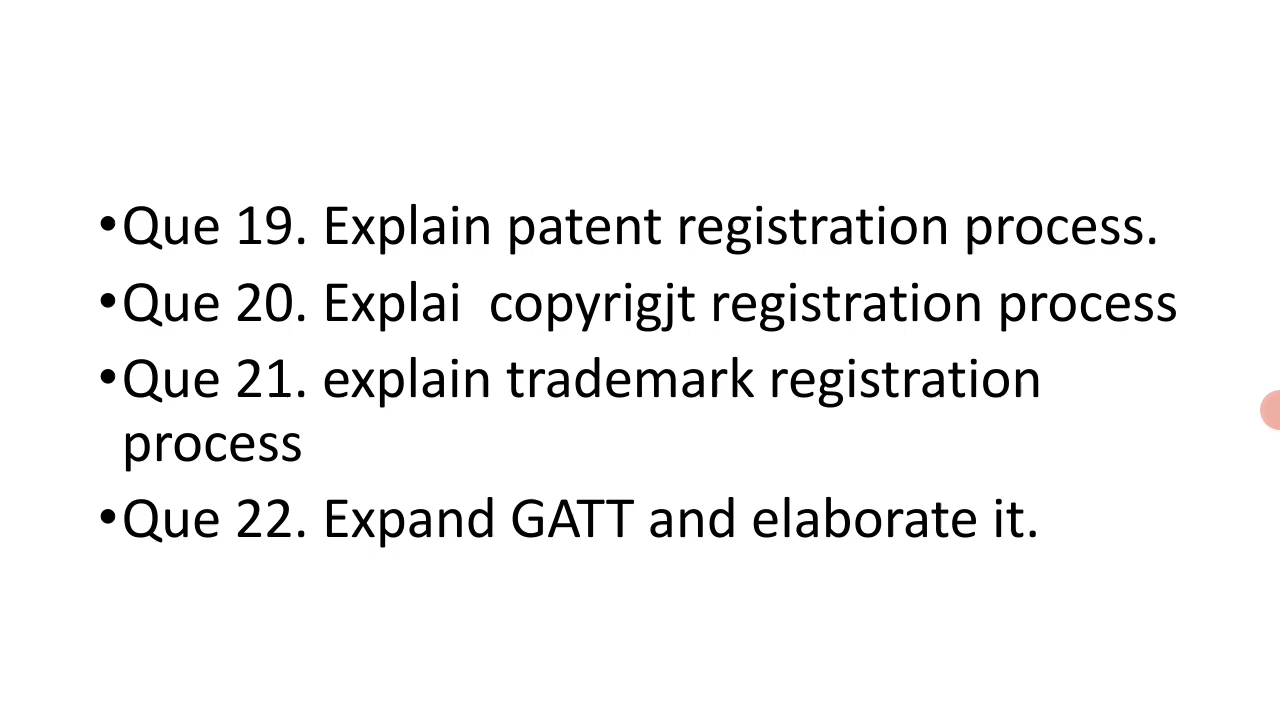 •Que 19. Explain patent registration process.
•Que 20. Explai  copyrigjt registration process
•Que 21. explain trademark registration
process
•Que 22. Expand GATT and elaborate it.